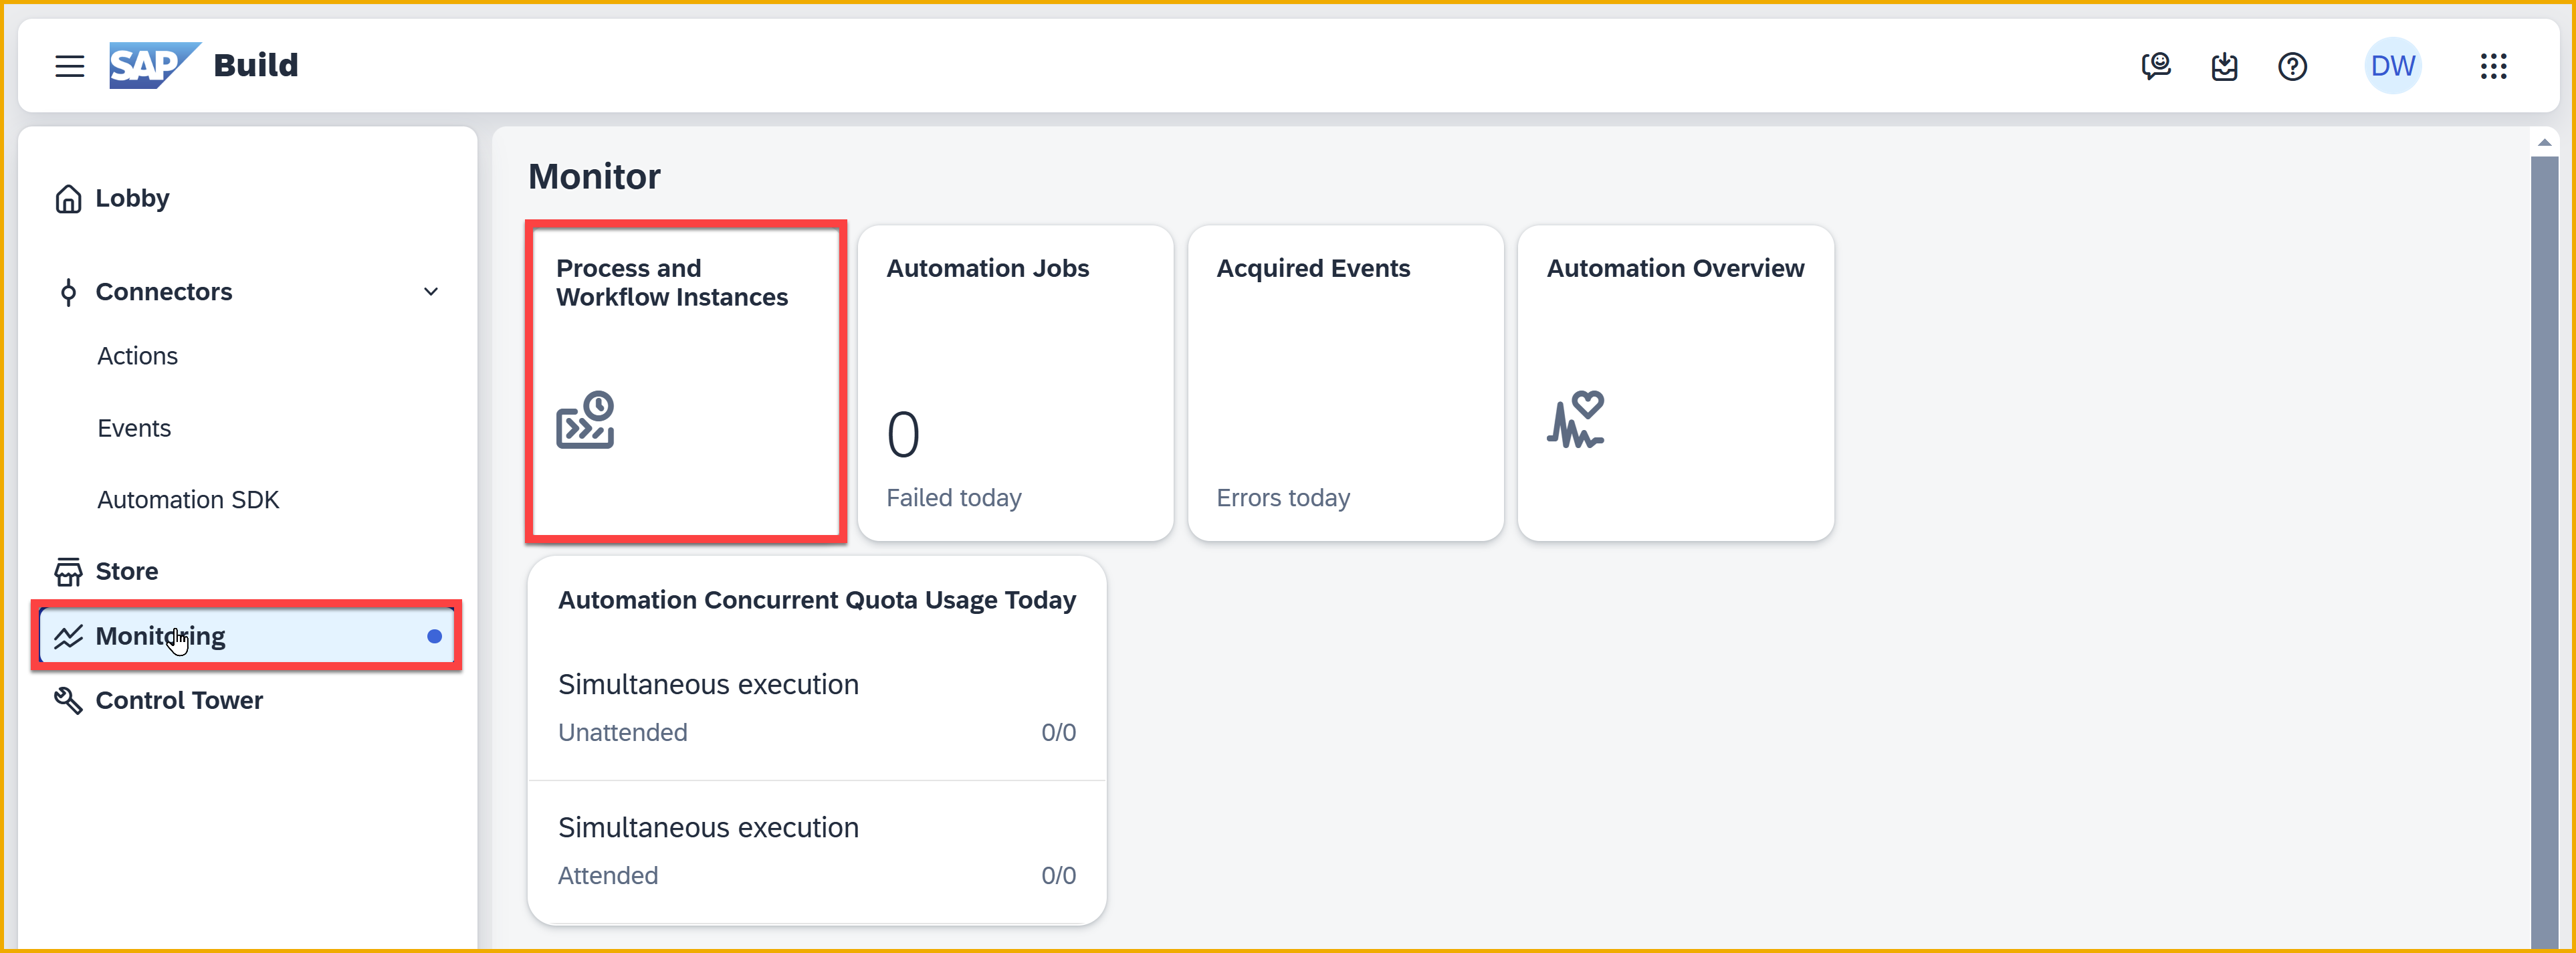 SAP Build
DW
Lobby
Connectors
Actions
Events
Automation SDK
Store
Monitoring
Control Tower
Monitor
Process and
Workflow Instances
Automation Jobs
0
Failed today
Acquired Events
Errors today
Automation Overview
Automation Concurrent Quota Usage Today
Simultaneous execution
Unattended 0/0
Simultaneous execution
Attended 0/0